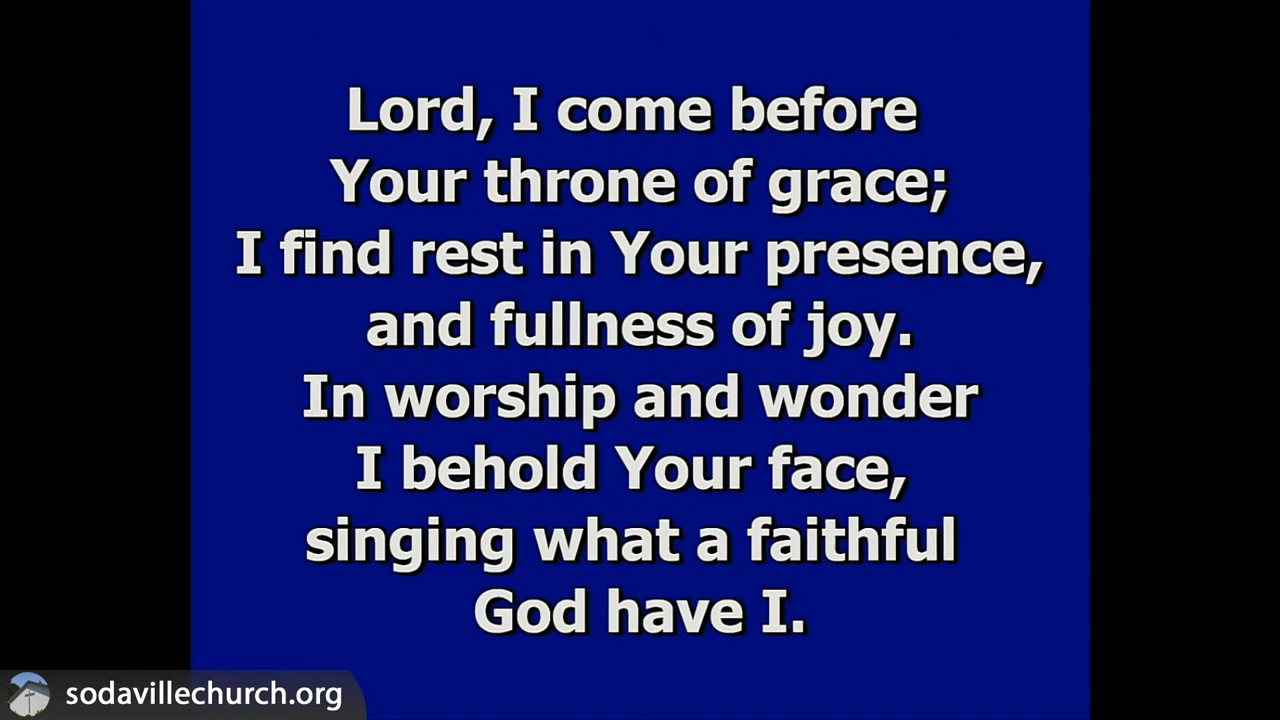 Lord, I come before
Your throne of grace;
I find rest in Your presence,
and fullness of joy.
In worship and wonder
I behold Your face,
singing what a faithful
God have I.
sodavillechurch.org